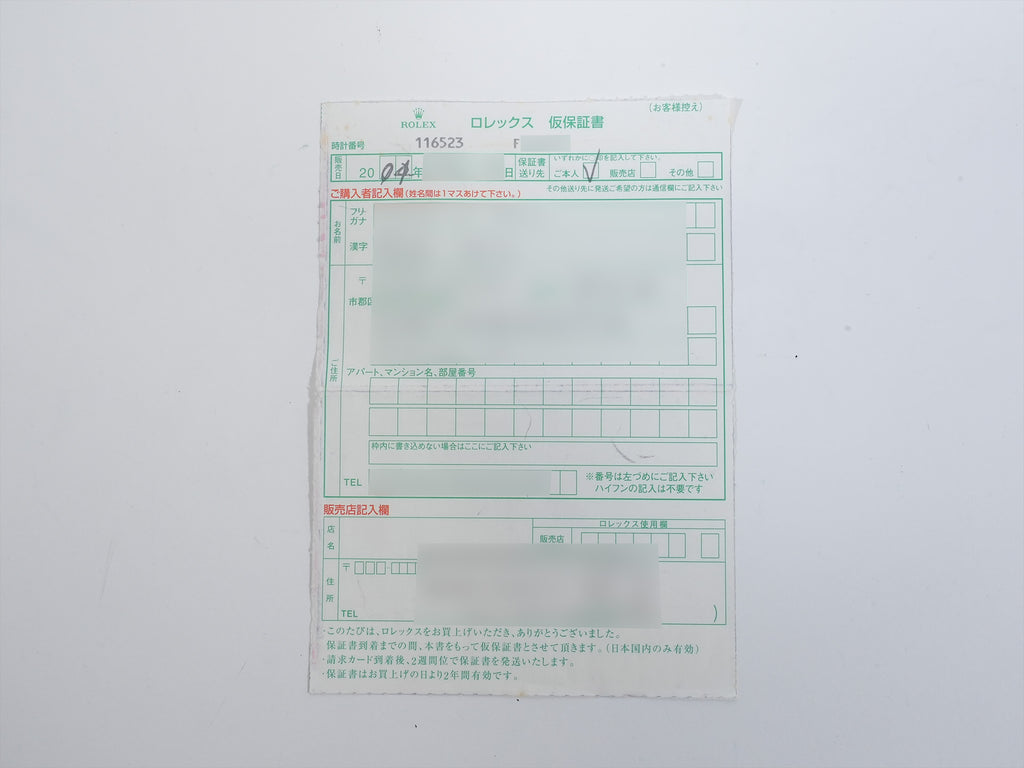 (お客様控え)
ROLEX ロレックス 仮保証書
時計番号 116523 F
販売日 2004年 日 保証書送り先 いずれかに 印を記入して下さい。
ご本人 販売店 その他
その他送り先に発送ご希望の方は通信欄にご記入下さい
ご購入者記入欄(姓名間は1マスあけて下さい。)
お名前 フリガナ
漢字
〒
市郡区
ご住所
アパート、マンション名、部屋番号
枠内に書き込めない場合はここにご記入下さい
TEL ※番号は左づめにご記入下さい
ハイフンの記入は不要です
販売店記入欄
店名 ロレックス使用欄
販売店
〒
住所
TEL )
・このたびは、ロレックスをお買上げいただき、ありがとうございました。
保証書到着までの間、本書をもって仮保証書とさせて頂きます。(日本国内のみ有効)
・請求カード到着後、2週間位で保証書を発送いたします。
・保証書はお買上げの日より2年間有効です。